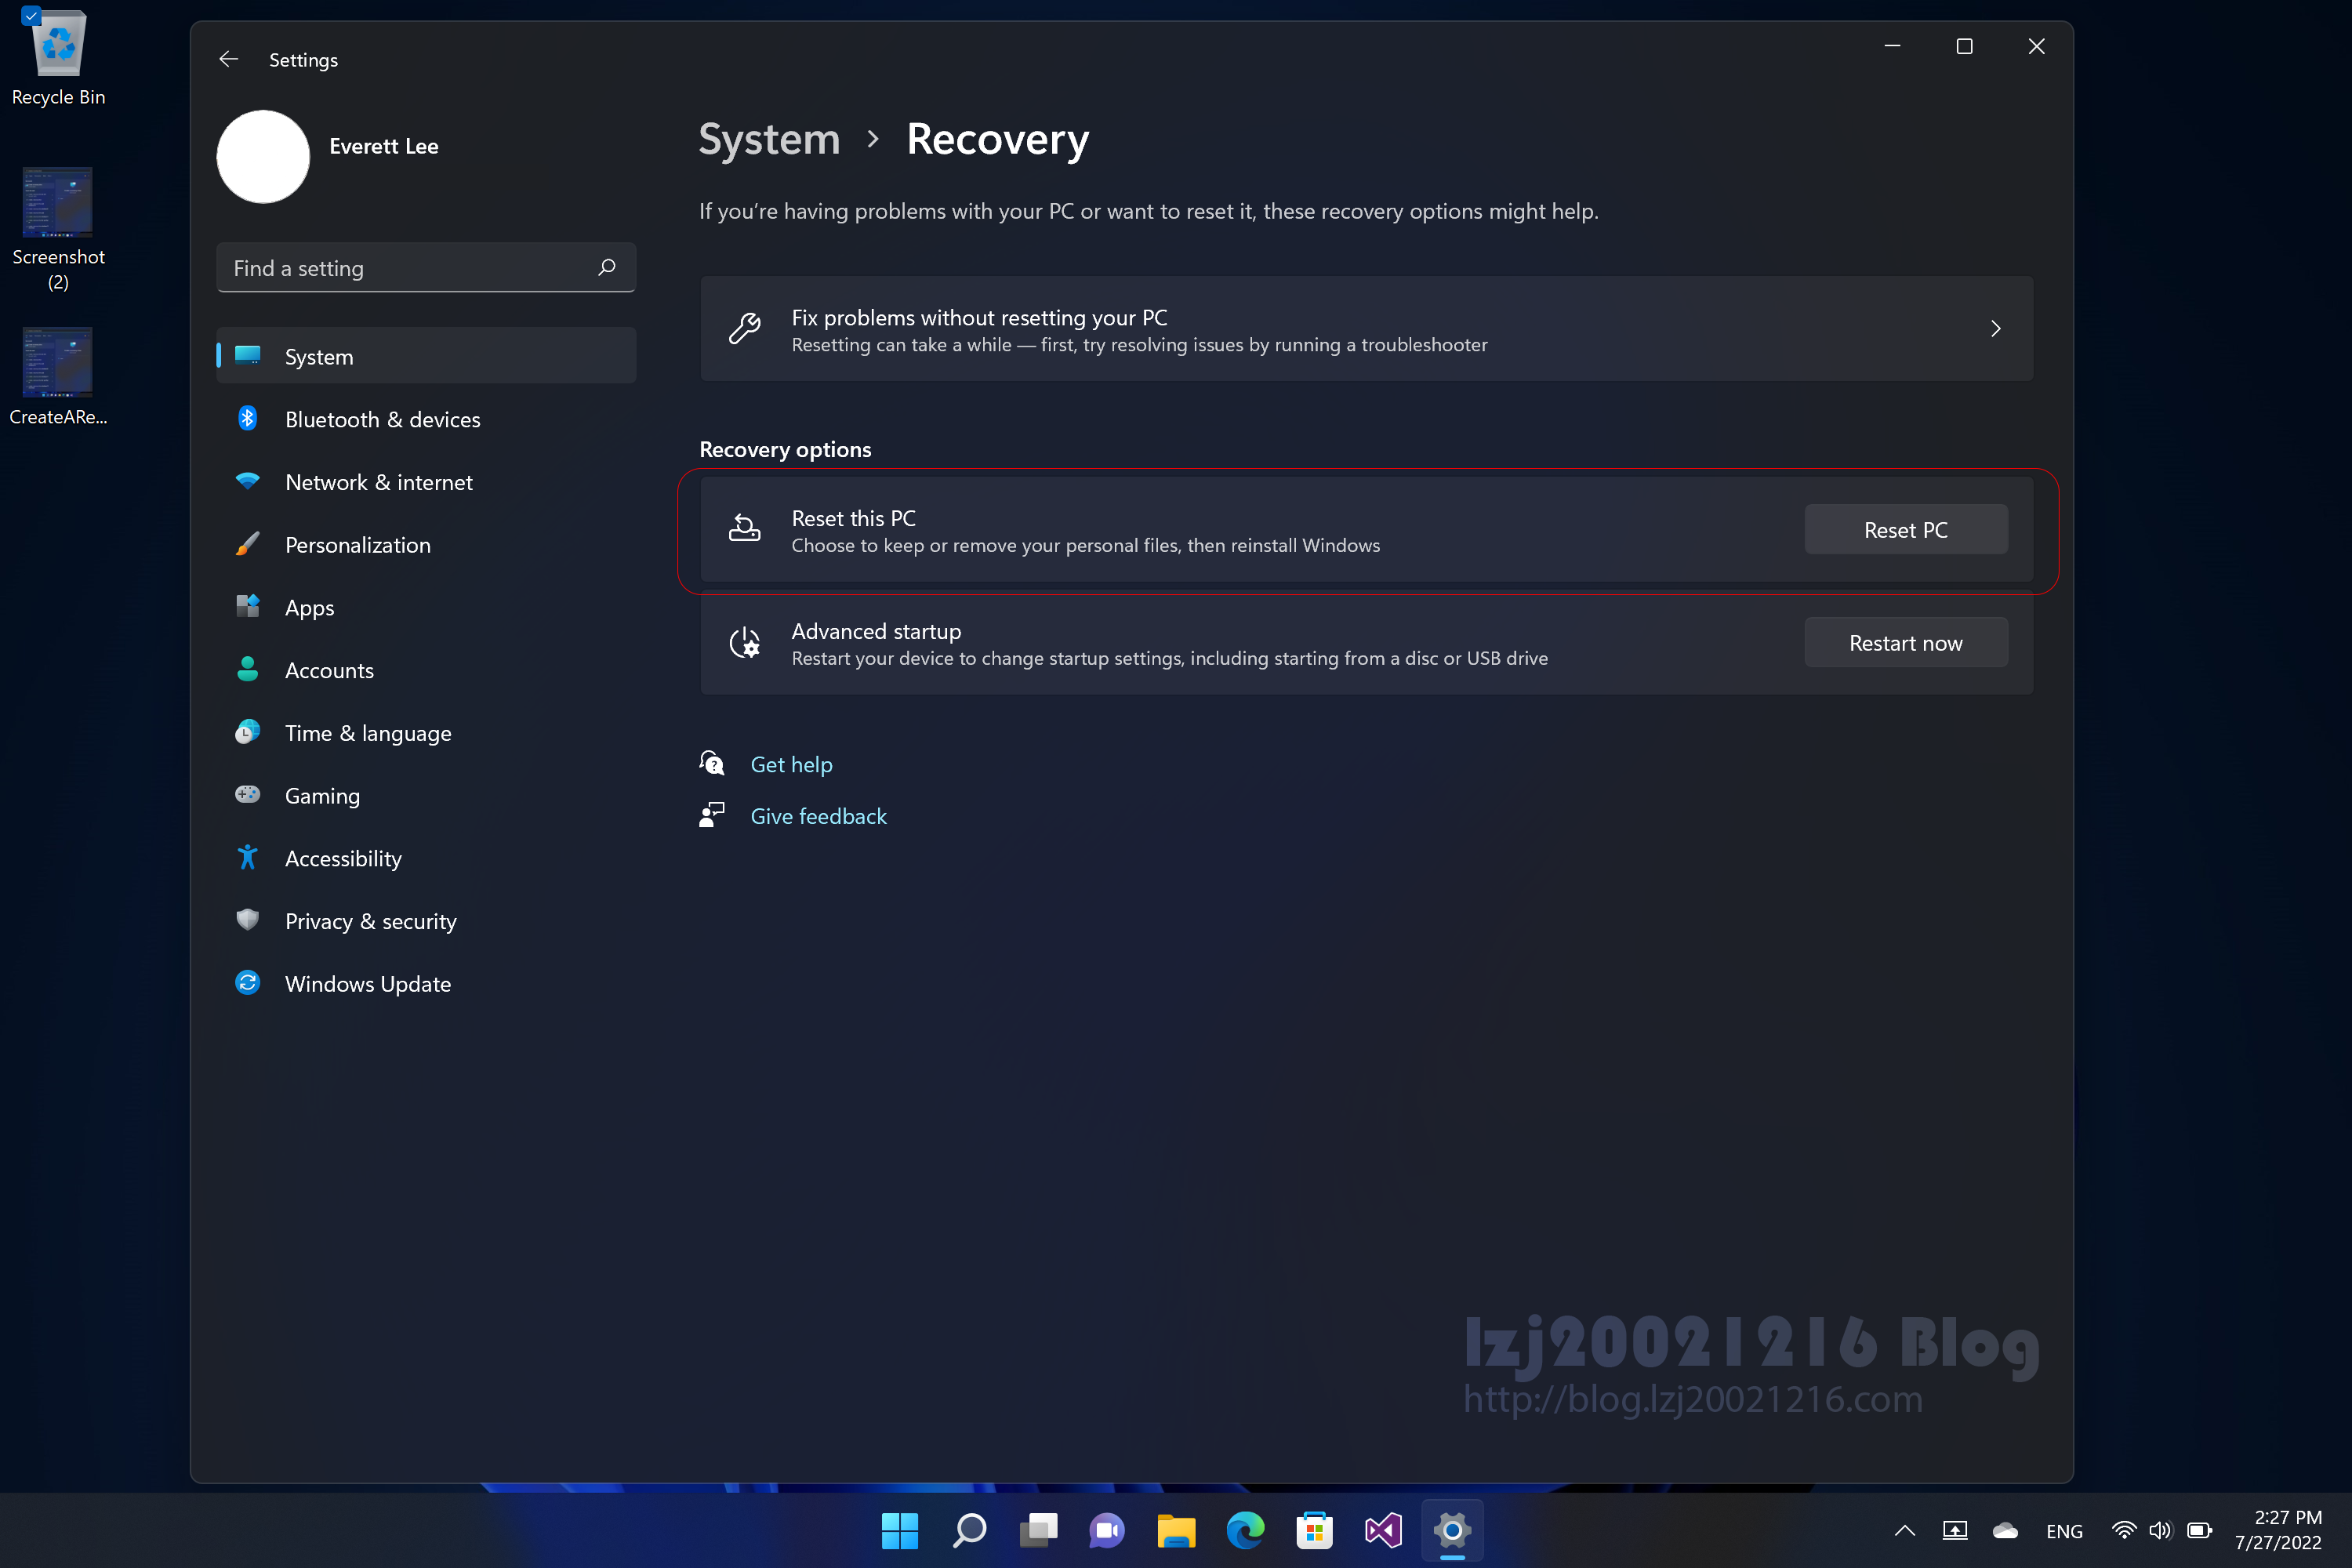 Recycle Bin
Screenshot
(2)
CreateARe...
Settings
Everett Lee
Find a setting
System
Bluetooth & devices
Network & internet
Personalization
Apps
Accounts
Time & language
Gaming
Accessibility
Privacy & security
Windows Update
System > Recovery
If you’re having problems with your PC or want to reset it, these recovery options might help.
Fix problems without resetting your PC
Resetting can take a while — first, try resolving issues by running a troubleshooter
Recovery options
Reset this PC
Choose to keep or remove your personal files, then reinstall Windows
Reset PC
Advanced startup
Restart your device to change startup settings, including starting from a disc or USB drive
Restart now
Get help
Give feedback
lzj20021216 Blog
http://blog.lzj20021216.com
ENG
2:27 PM
7/27/2022